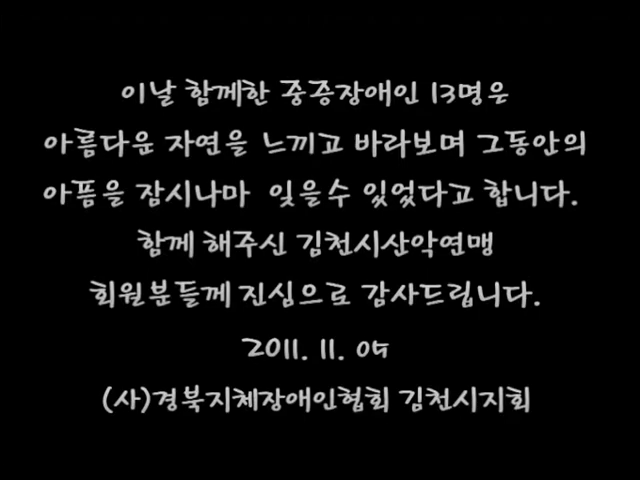 이날 함께한 중증장애인 13명은
아름다운 자연을 느끼고 바라보며 그동안의
아픔을 잠시나마 잊을수 있었다고 합니다.
함께 해주신 김천시산악연맹
회원분들께 진심으로 감사드립니다.
2011. 11. 05
(사)경북지체장애인협회 김천시지회